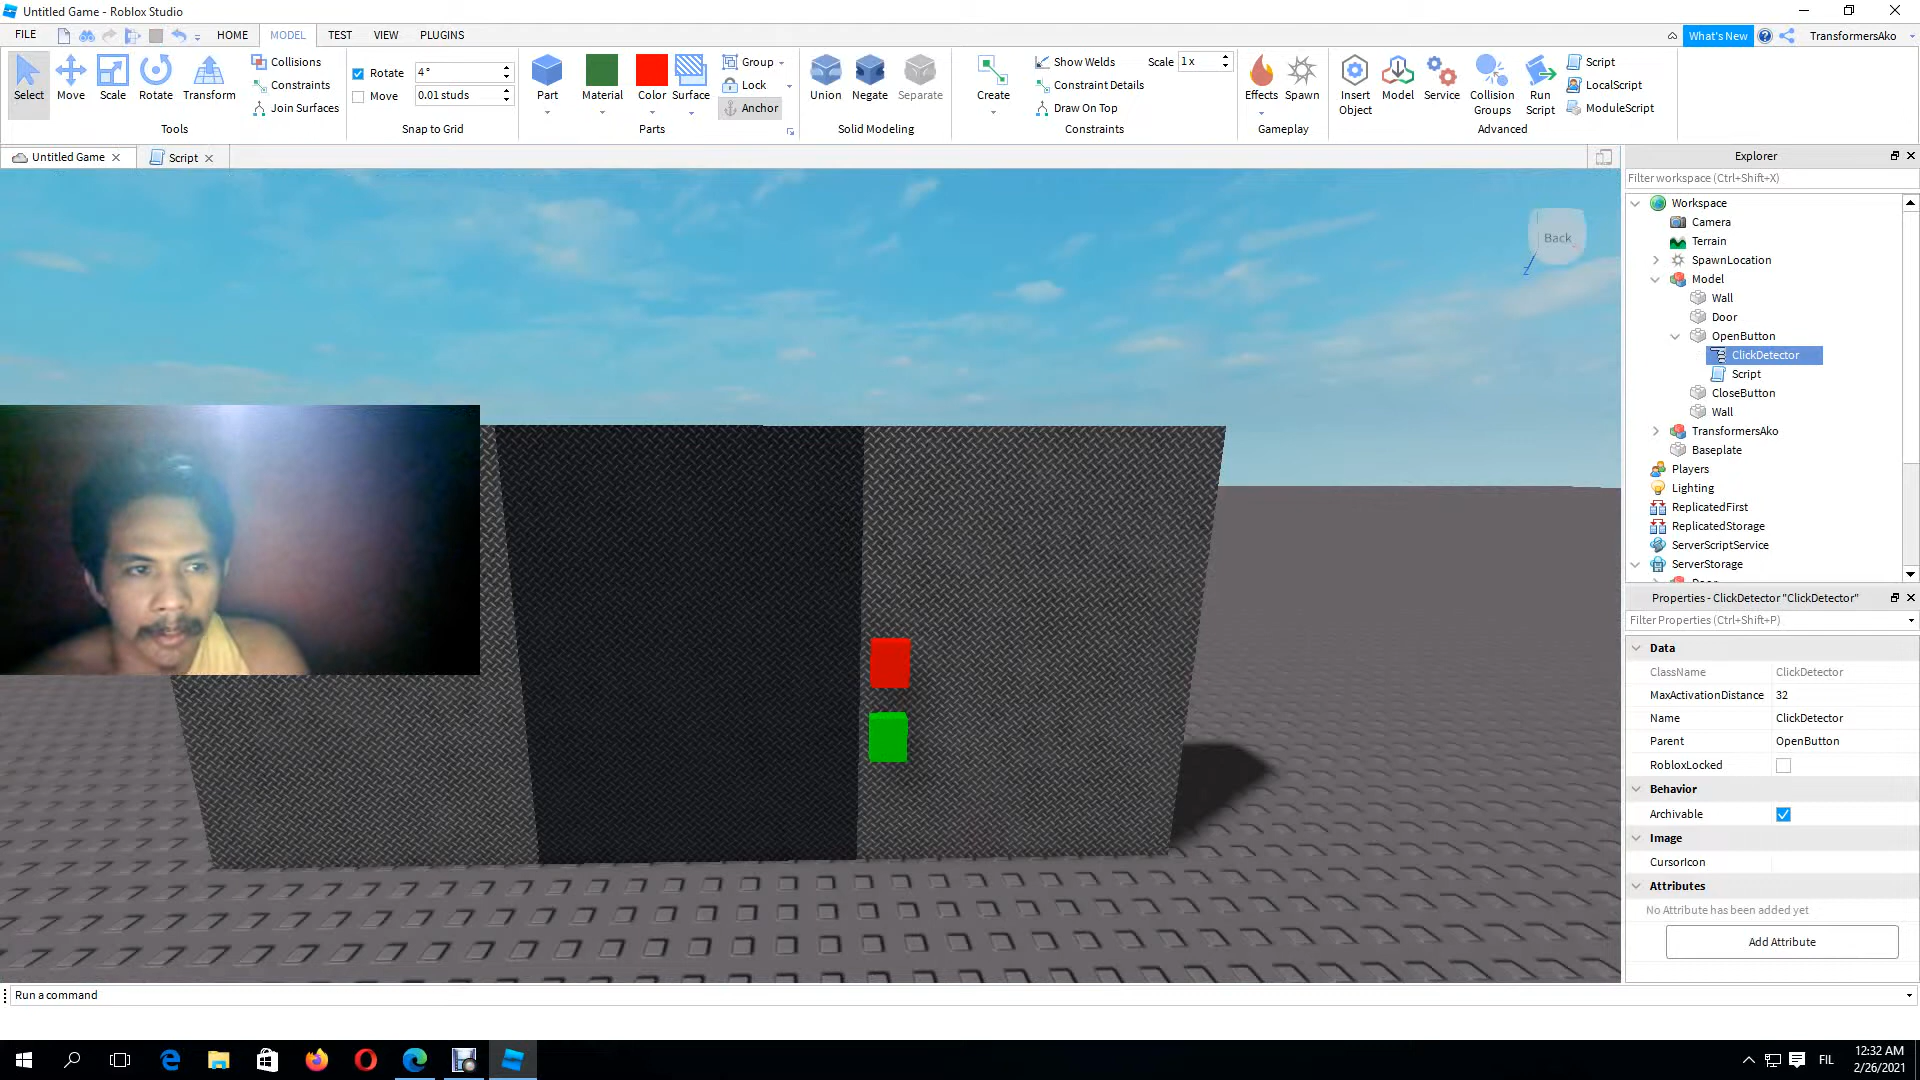 Untitled Game - Roblox Studio
FILE HOME MODEL TEST VIEW PLUGINS What's New TransformersAko
Select Move Scale Rotate Transform
Collisions
Constraints
Join Surfaces
Tools
Rotate 4°
Move 0.01 studs
Snap to Grid
Part Material Color Surface
Group
Lock
Anchor
Parts
Union Negate Separate
Solid Modeling
Create
Show Welds
Constraint Details
Draw On Top
Scale 1 x
Constraints
Effects Spawn
Gameplay
Insert Object
Model
Service
Collision Groups
Run Script
Script
LocalScript
ModuleScript
Advanced
Untitled Game
Script
Back
Explorer
Filter workspace (Ctrl+Shift+X)
Workspace
Camera
Terrain
SpawnLocation
Model
Wall
Door
OpenButton
ClickDetector
Script
CloseButton
Wall
TransformersAko
Baseplate
Players
Lighting
ReplicatedFirst
ReplicatedStorage
ServerScriptService
ServerStorage
Properties - ClickDetector "ClickDetector"
Filter Properties (Ctrl+Shift+P)
Data
ClassName ClickDetector
MaxActivationDistance 32
Name ClickDetector
Parent OpenButton
RobloxLocked
Behavior
Archivable
Image
CursorIcon
Attributes
No Attribute has been added yet
Add Attribute
Run a command
FIL
12:32 AM
2/26/2021